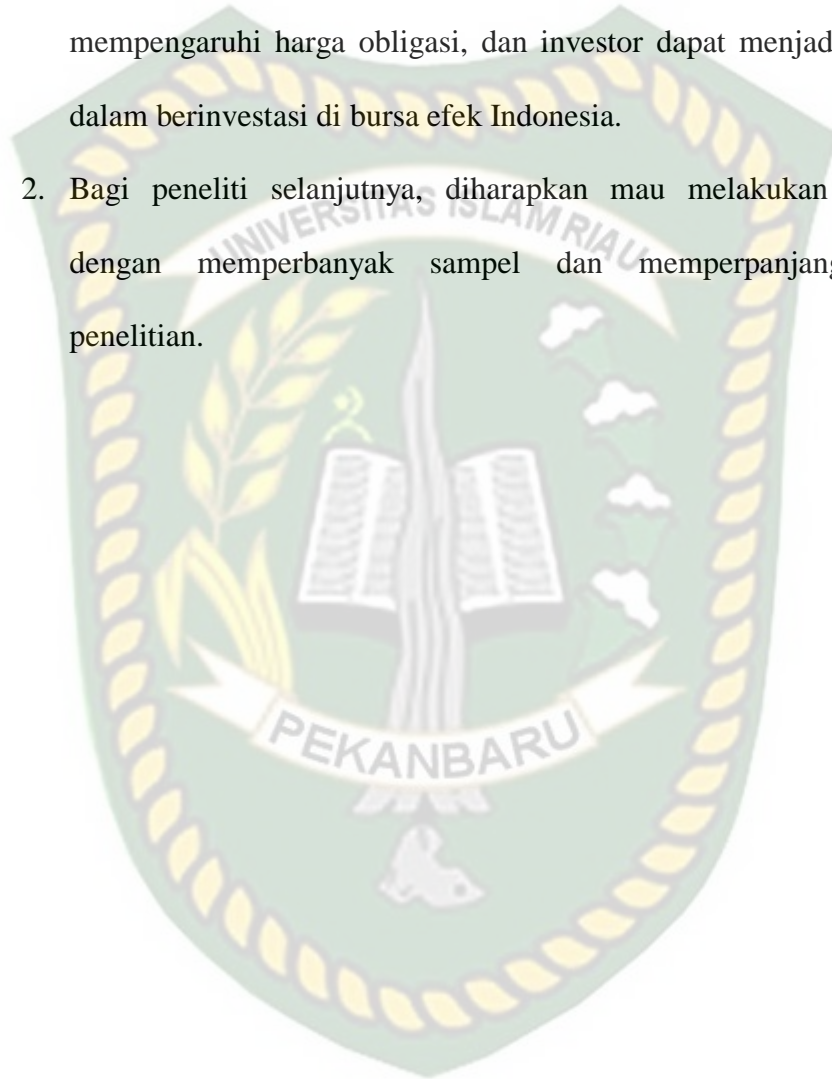 mempengaruhi harga obligasi, dan investor dapat menjad
dalam berinvestasi di bursa efek Indonesia.
2. Bagi peneliti selanjutnya, diharapkan mau melakukan
dengan memperbanyak sampel dan memperpanjang
penelitian.
UNIVERSITAS ISLAM RIAU
PEKANBARU